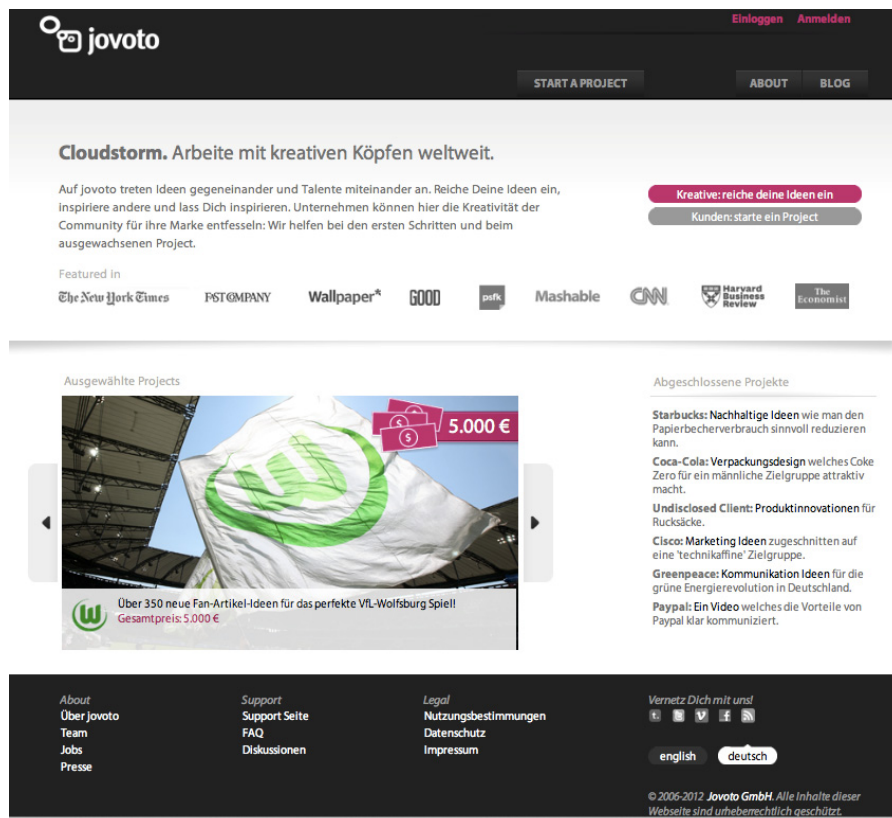 Einloggen Anmelden
jovoto
START A PROJECT ABOUT BLOG
Cloudstorm. Arbeite mit kreativen Köpfen weltweit.
Auf jovoto treten Ideen gegeneinander und Talente miteinander an. Reiche Deine Ideen ein,
inspiriere andere und lass Dich inspirieren. Unternehmen können hier die Kreativität der
Community für ihre Marke entfesseln: Wir helfen bei den ersten Schritten und beim
ausgewachsenen Project.
Kreative: reiche deine Ideen ein
Kunden: starte ein Project
Featured in
The New York Times
FAST COMPANY
Wallpaper*
GOOD
psfk
Mashable
CNN
Harvard
Business
Review
The
Economist
Ausgewählte Projects
5.000 €
Über 350 neue Fan-Artikel-Ideen für das perfekte VfL-Wolfsburg Spiel!
Gesamtpreis: 5.000 €
Abgeschlossene Projekte
Starbucks: Nachhaltige Ideen wie man den
Papierbecherverbrauch sinnvoll reduzieren
kann.
Coca-Cola: Verpackungsdesign welches Coke
Zero für ein männliche Zielgruppe attraktiv
macht.
Undisclosed Client: Produktinnovationen für
Rucksäcke.
Cisco: Marketing Ideen zugeschnitten auf
eine 'technikaffine' Zielgruppe.
Greenpeace: Kommunikation Ideen für die
grüne Energierevolution in Deutschland.
Paypal: Ein Video welches die Vorteile von
Paypal klar kommuniziert.
About
Über jovoto
Team
Jobs
Presse
Support
Support Seite
FAQ
Diskussionen
Legal
Nutzungsbestimmungen
Datenschutz
Impressum
Vernetz DIch mit uns!
english deutsch
© 2006-2012 Jovoto GmbH. Alle Inhalte dieser
Webseite sind urheberrechtlich geschützt.